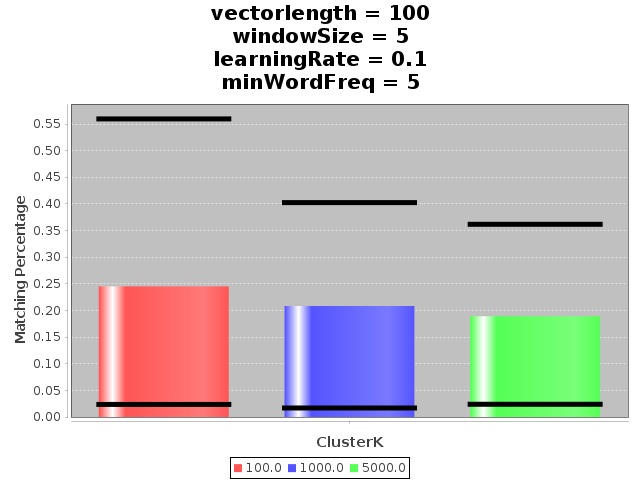 vectorlength = 100
windowSize = 5
learningRate = 0.1
minWordFreq = 5
Matching Percentage
0.55
0.50
0.45
0.40
0.35
0.30
0.25
0.20
0.15
0.10
0.05
0.00
ClusterK
100.0 1000.0 5000.0